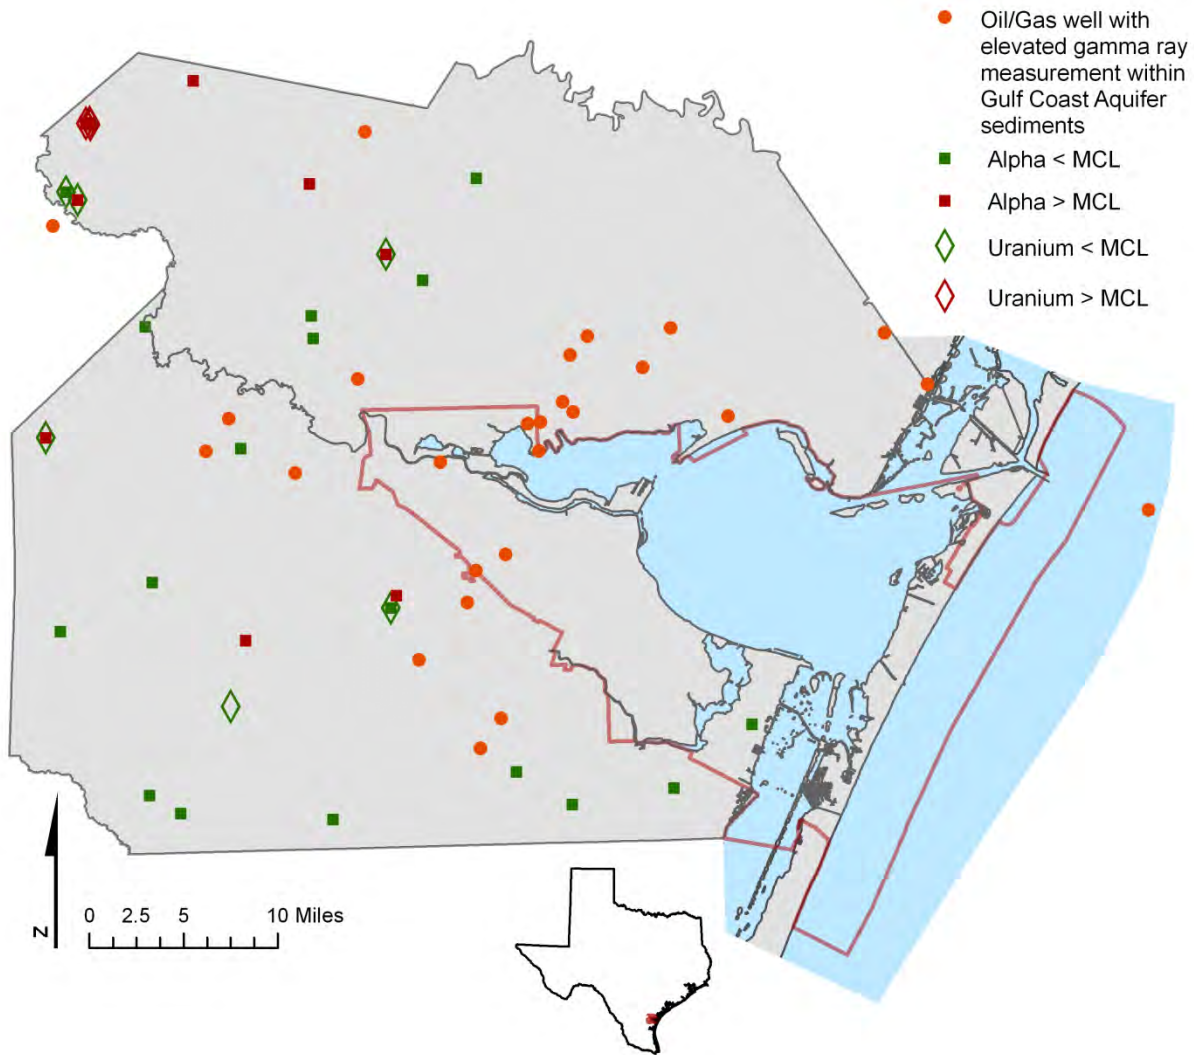 Oil/Gas well with
elevated gamma ray
measurement within
Gulf Coast Aquifer
sediments
Alpha < MCL
Alpha > MCL
Uranium < MCL
Uranium > MCL
N
0 2.5 5 10 Miles